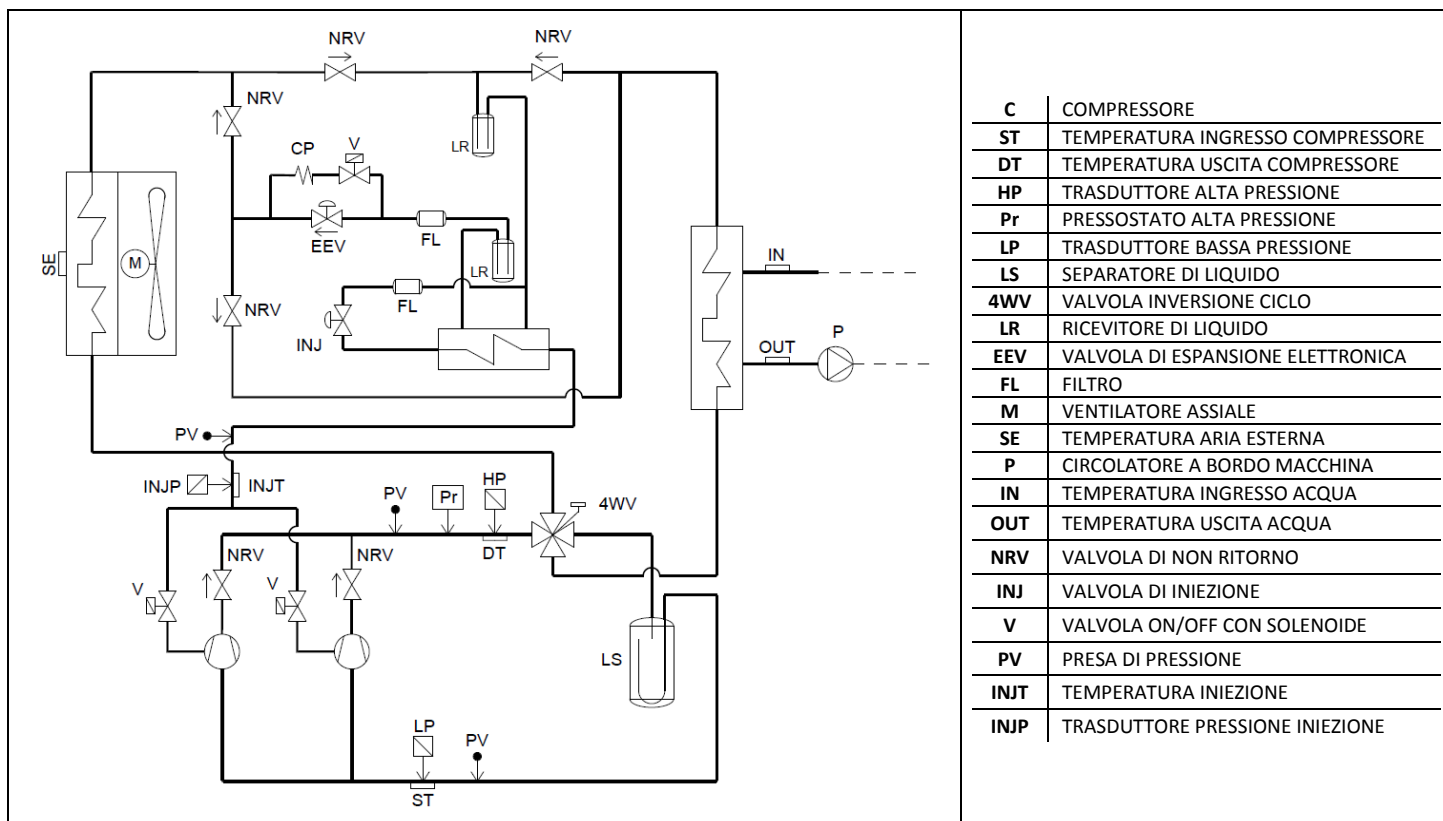 NRV
NRV
NRV
LR
CP
V
EEV
FL
LR
SE
M
NRV
FL
INJ
IN
P
OUT
PV
INJP
INJT
PV
Pr
HP
4WV
DT
NRV
NRV
V
V
LS
LP
PV
ST
C COMPRESSORE
ST TEMPERATURA INGRESSO COMPRESSORE
DT TEMPERATURA USCITA COMPRESSORE
HP TRASDUTTORE ALTA PRESSIONE
Pr PRESSOSTATO ALTA PRESSIONE
LP TRASDUTTORE BASSA PRESSIONE
LS SEPARATORE DI LIQUIDO
4WV VALVOLA INVERSIONE CICLO
LR RICEVITORE DI LIQUIDO
EEV VALVOLA DI ESPANSIONE ELETTRONICA
FL FILTRO
M VENTILATORE ASSIALE
SE TEMPERATURA ARIA ESTERNA
P CIRCOLATORE A BORDO MACCHINA
IN TEMPERATURA INGRESSO ACQUA
OUT TEMPERATURA USCITA ACQUA
NRV VALVOLA DI NON RITORNO
INJ VALVOLA DI INIEZIONE
V VALVOLA ON/OFF CON SOLENOIDE
PV PRESA DI PRESSIONE
INJT TEMPERATURA INIEZIONE
INJP TRASDUTTORE PRESSIONE INIEZIONE